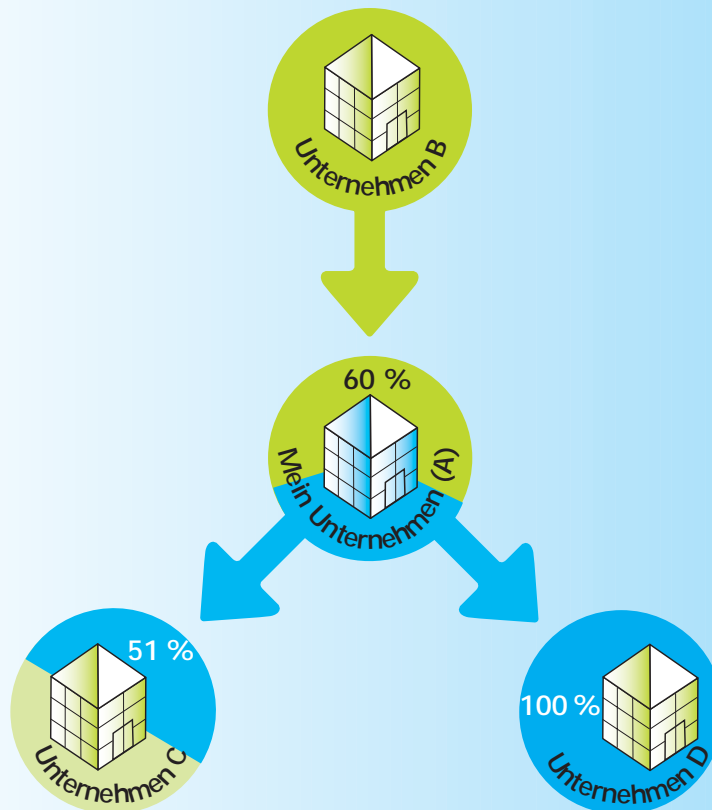 Unternehmen B
60 %
Mein Unternehmen (A)
51 %
Unternehmen C
100 %
Unternehmen D